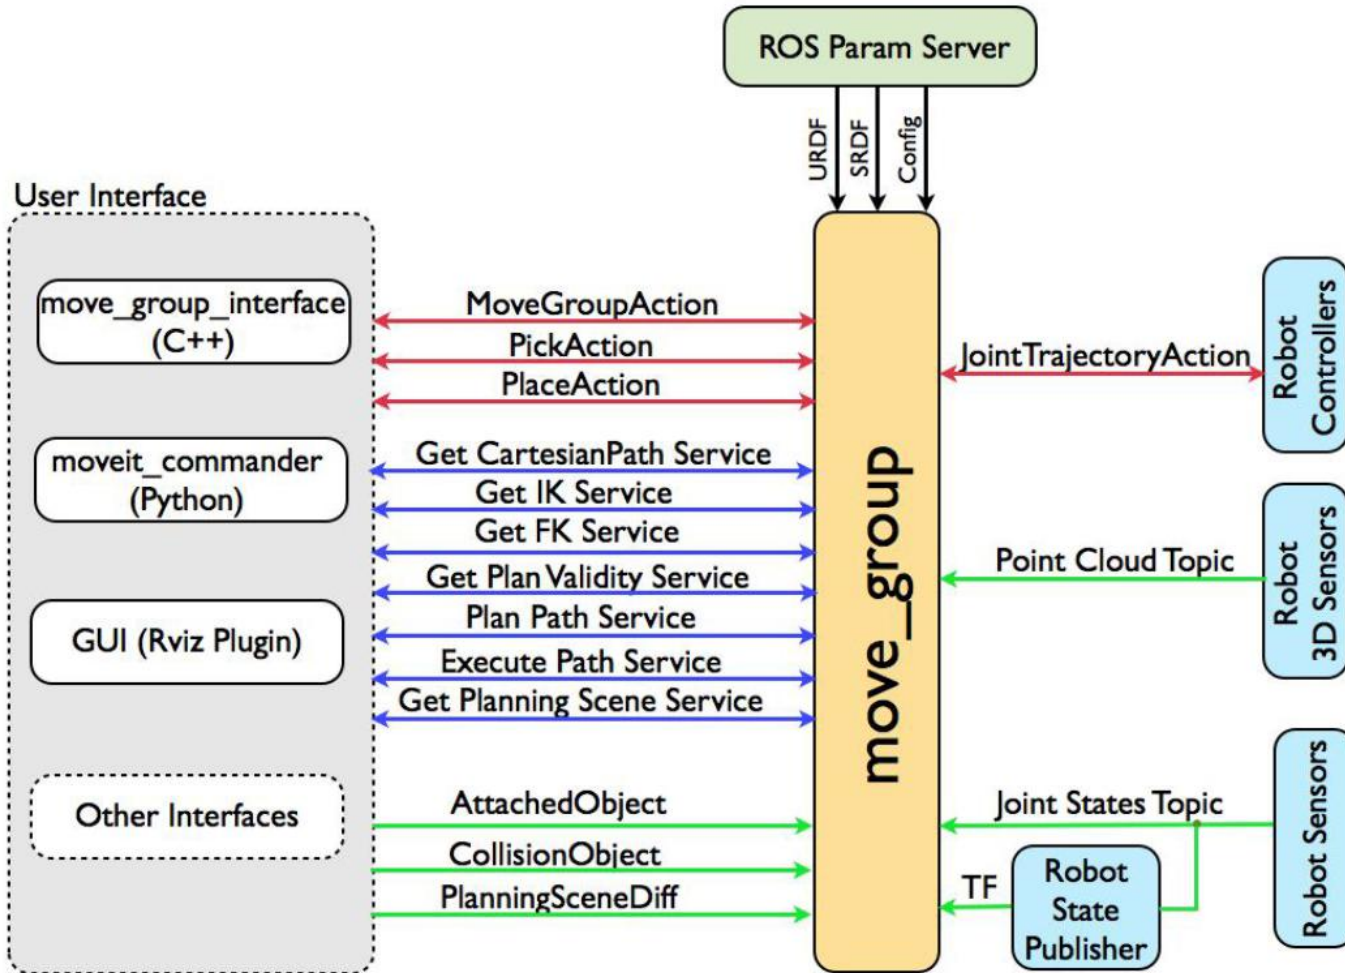 ROS Param Server
URDF
SRDF
Config
User Interface
move_group_interface
(C++)
moveit_commander
(Python)
GUI (Rviz Plugin)
Other Interfaces
MoveGroupAction
PickAction
PlaceAction
Get CartesianPath Service
Get IK Service
Get FK Service
Get Plan Validity Service
Plan Path Service
Execute Path Service
Get Planning Scene Service
AttachedObject
CollisionObject
PlanningSceneDiff
move_group
JointTrajectoryAction
Robot
Controllers
Point Cloud Topic
Robot
3D Sensors
Joint States Topic
TF
Robot
State
Publisher
Robot Sensors